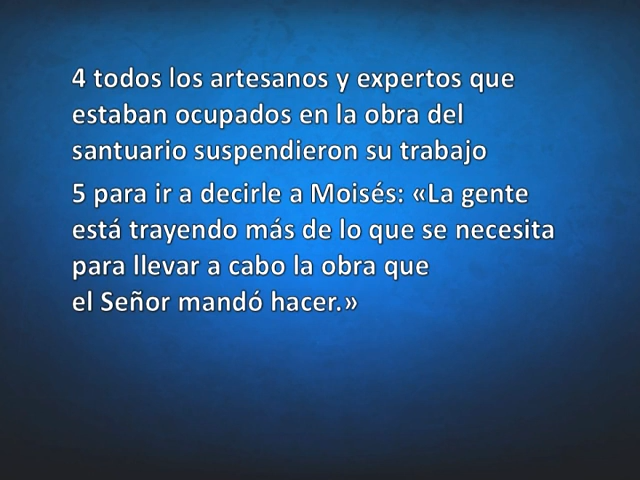 4 todos los artesanos y expertos que
estaban ocupados en la obra del
santuario suspendieron su trabajo
5 para ir a decirle a Moisés: «La gente
está trayendo más de lo que se necesita
para llevar a cabo la obra que
el Señor mandó hacer.»